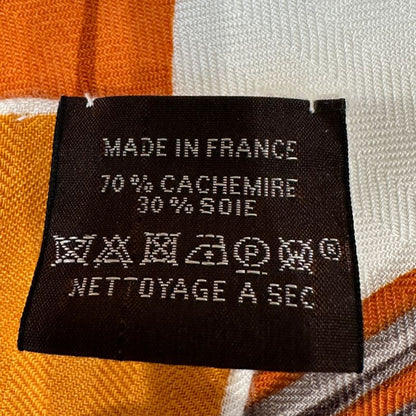 MADE IN FRANCE
70 % CACHEMIRE
30 % SOIE
P ®
NETTOYAGE A SEC